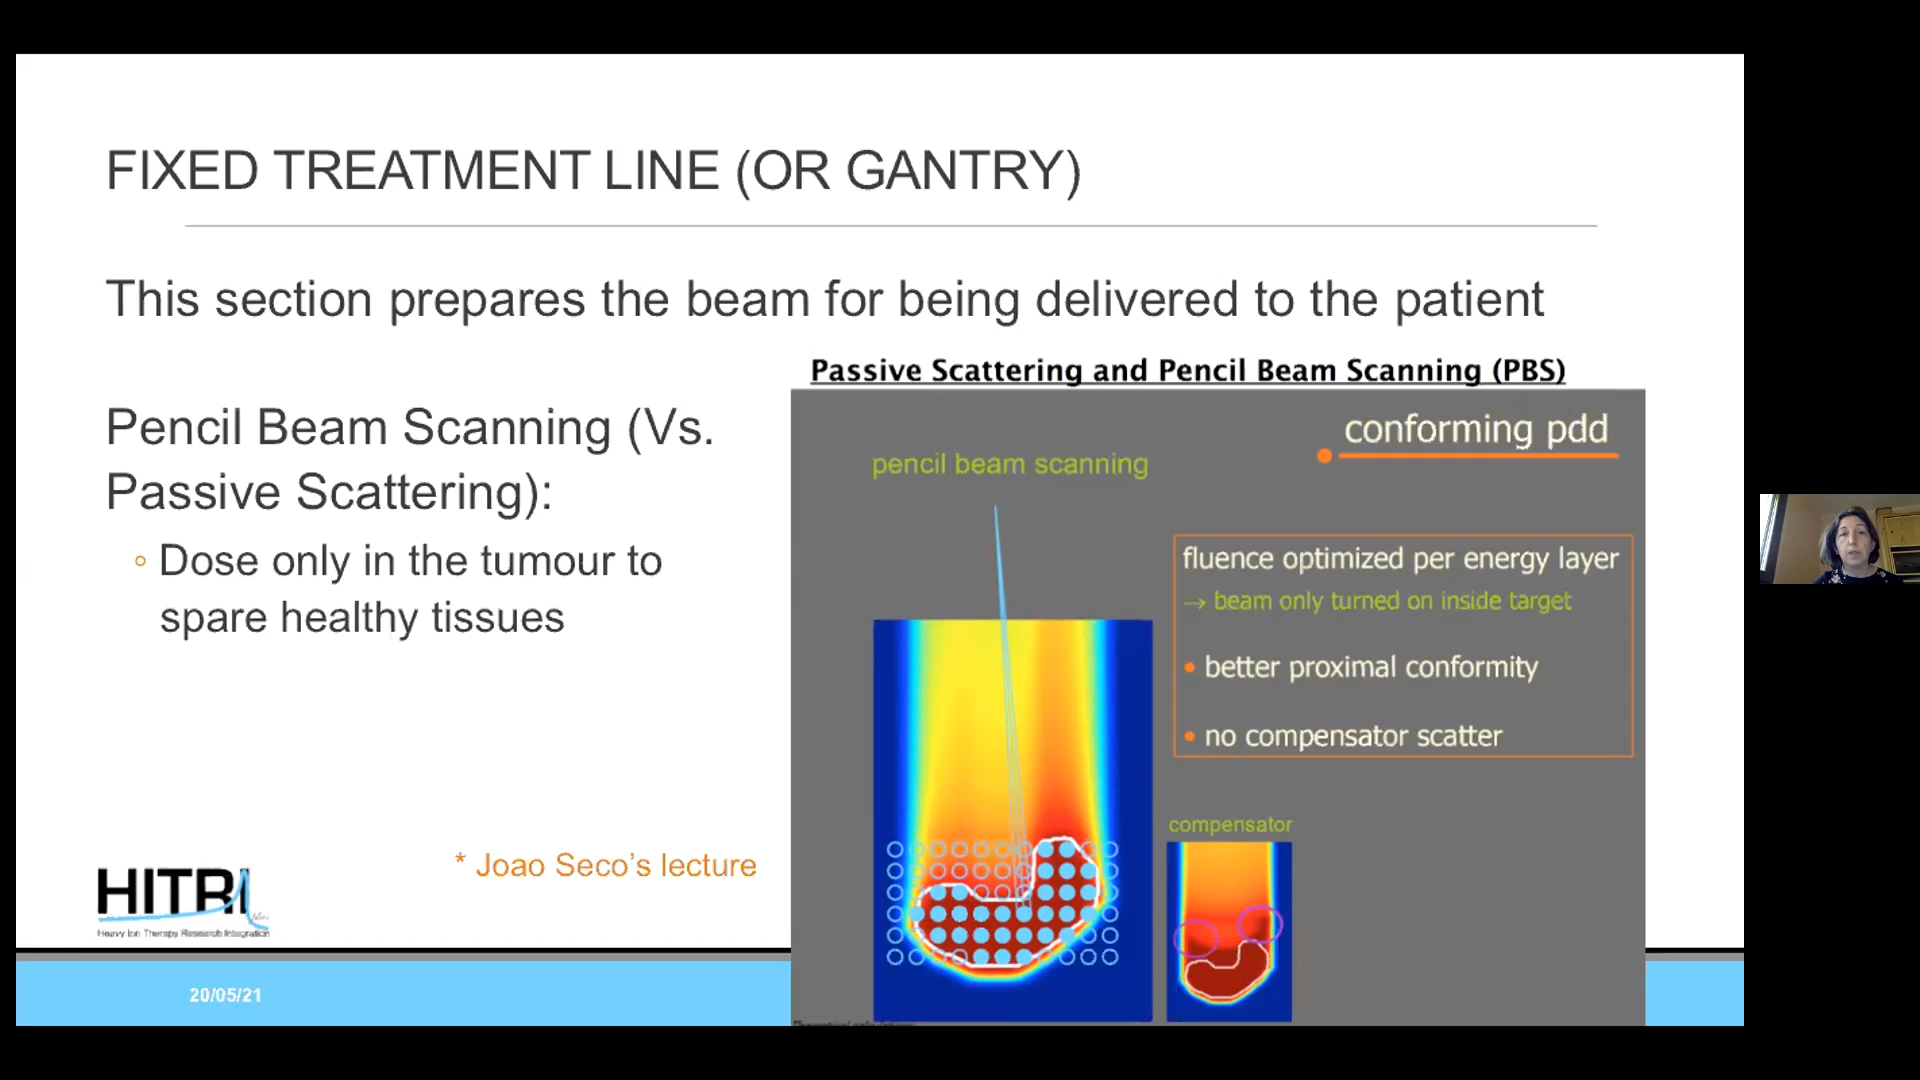 FIXED TREATMENT LINE (OR GANTRY)
This section prepares the beam for being delivered to the patient
Pencil Beam Scanning (Vs.
Passive Scattering):
◦ Dose only in the tumour to
spare healthy tissues
* Joao Seco's lecture
Passive Scattering and Pencil Beam Scanning (PBS)
conforming pdd
pencil beam scanning
fluence optimized per energy layer
→ beam only turned on inside target
• better proximal conformity
• no compensator scatter
compensator
HITRI
Heavy Ion Therapy Research Integration
20/05/21